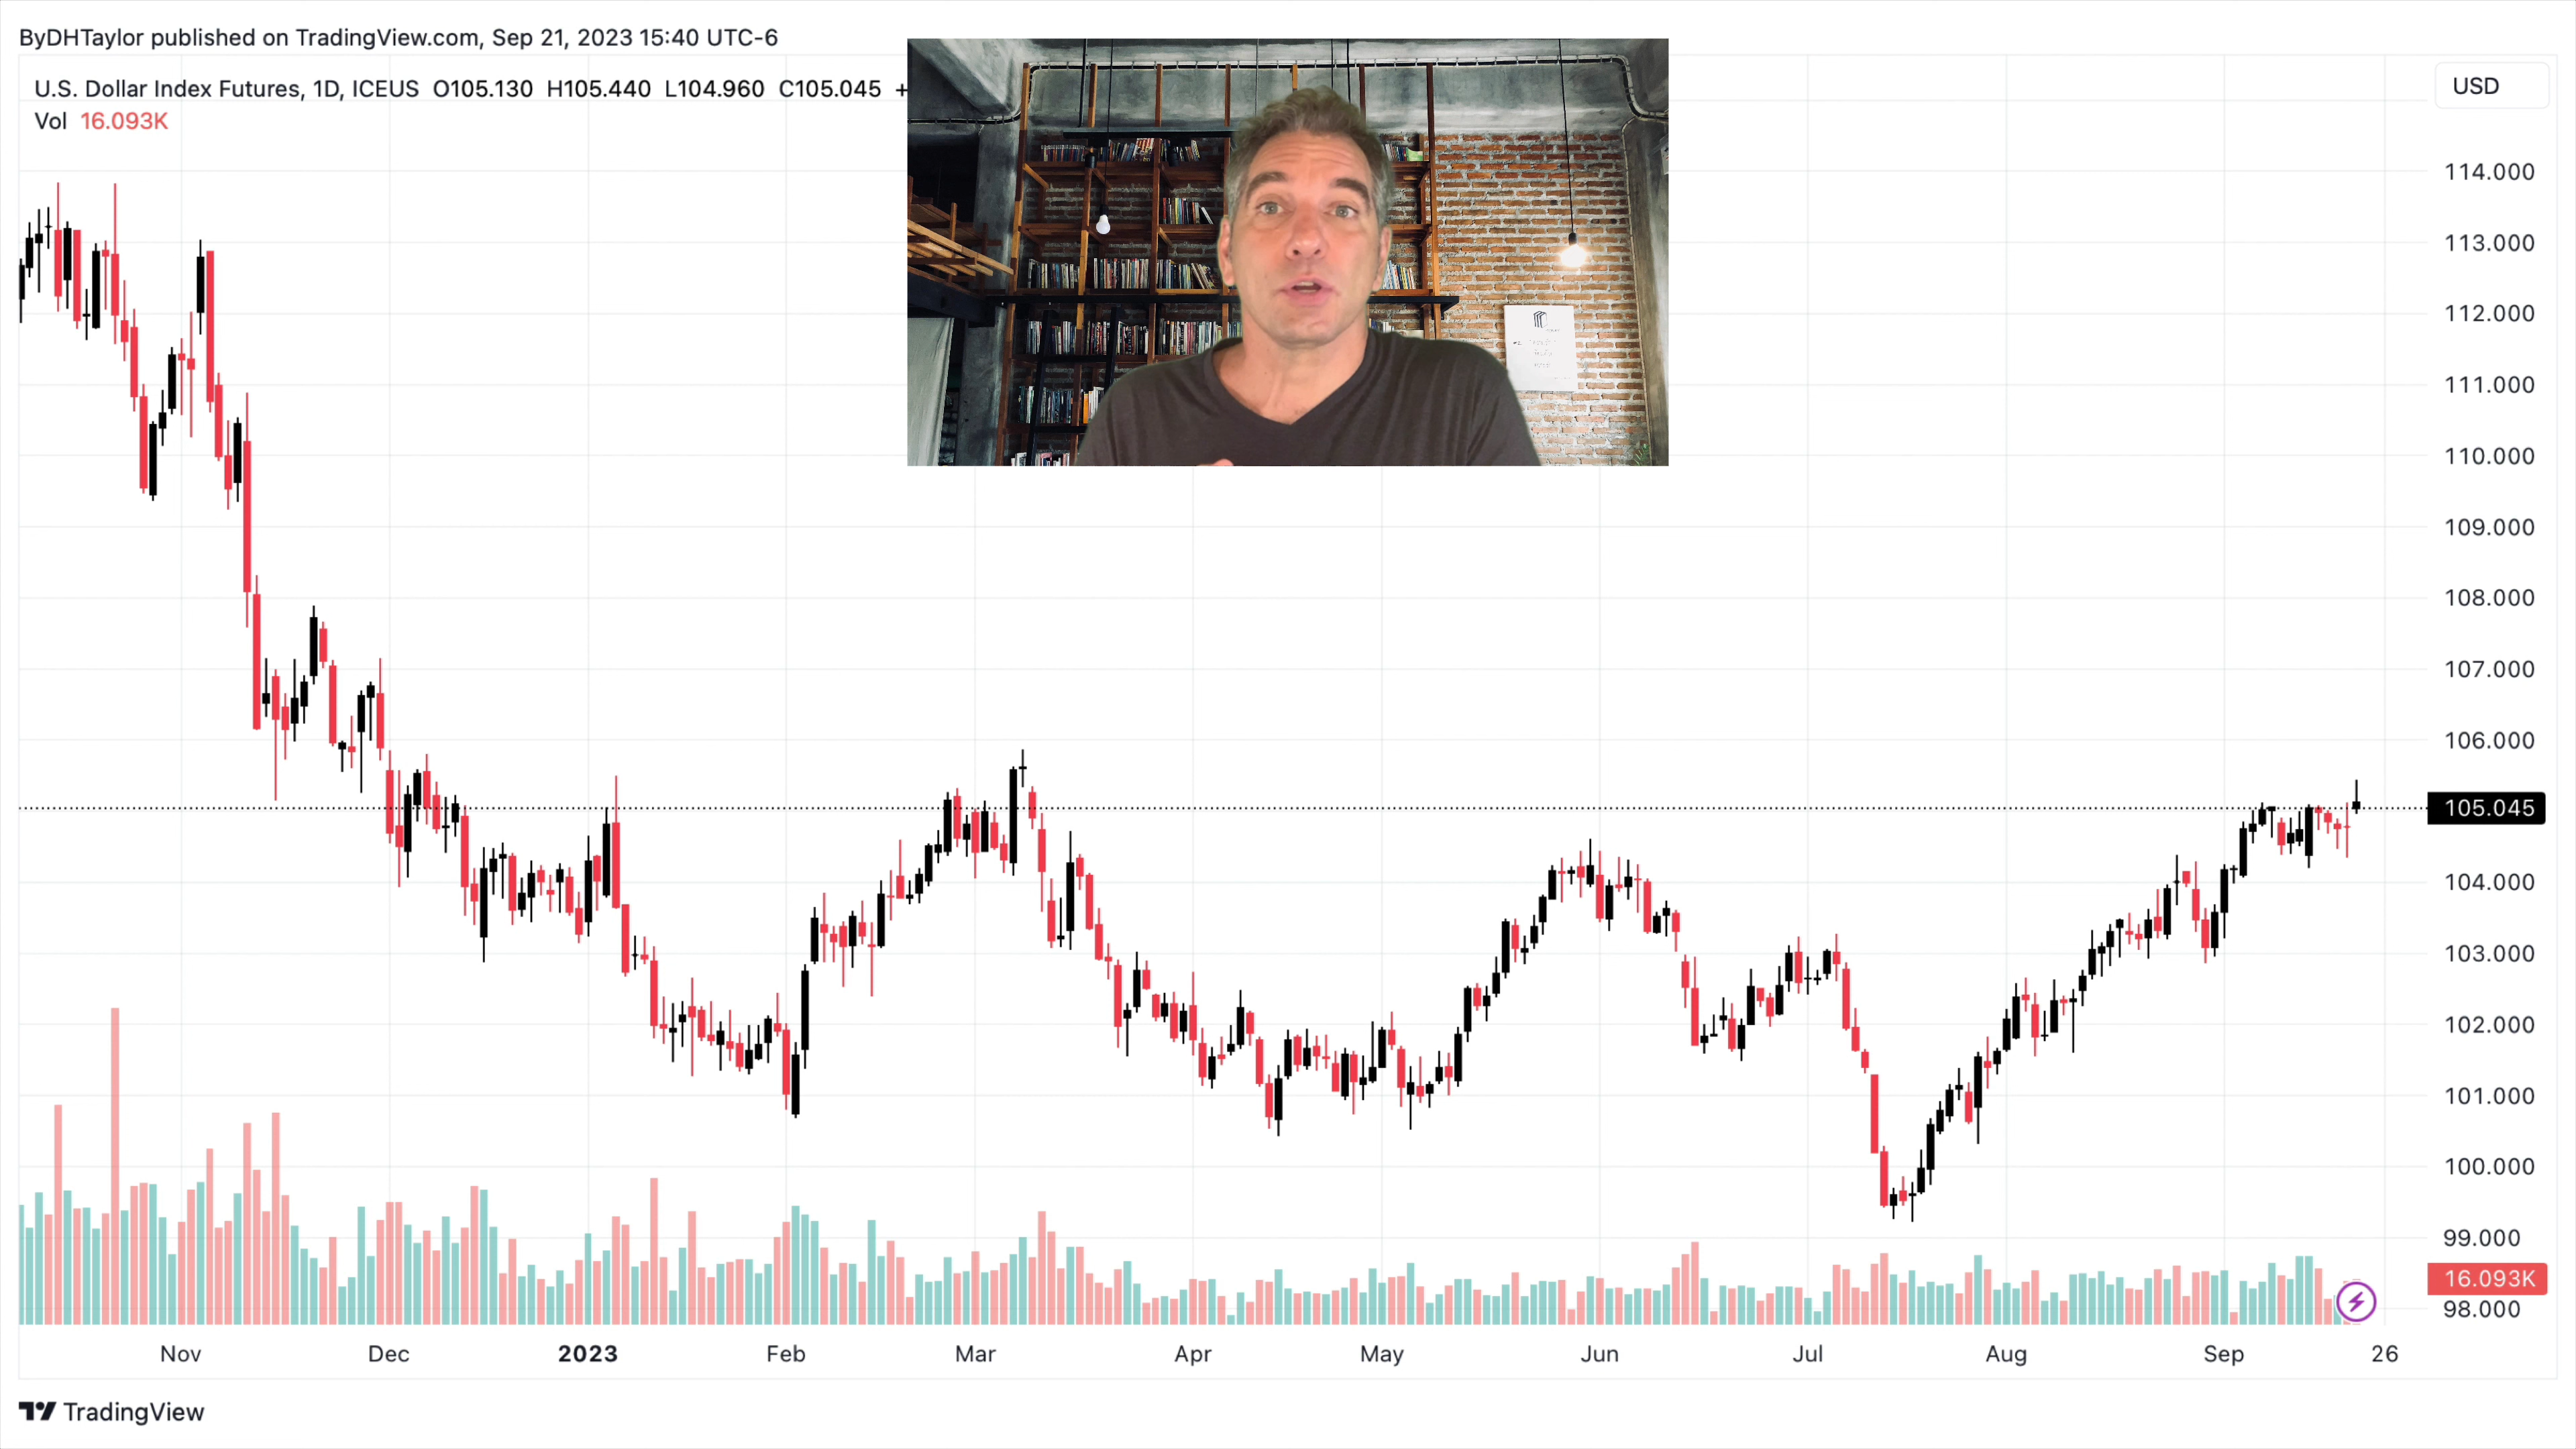 ByDHTaylor published on TradingView.com, Sep 21, 2023 15:40 UTC-6
U.S. Dollar Index Futures, 1D, ICEUS O105.130 H105.440 L104.960 C105.045 +
Vol 16.093K
USD
114.000
113.000
112.000
111.000
110.000
109.000
108.000
107.000
106.000
105.045
104.000
103.000
102.000
101.000
100.000
99.000
16.093K
98.000
Nov Dec 2023 Feb Mar Apr May Jun Jul Aug Sep 26
TradingView